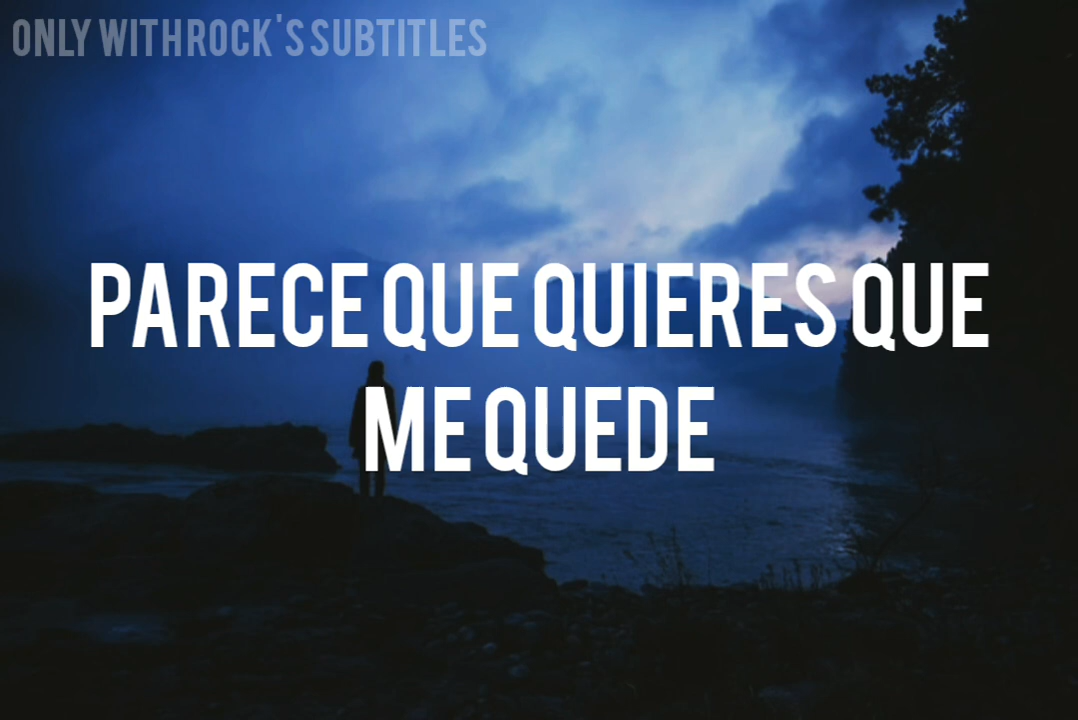 ONLY WITHROCK'S SUBTITLES
PARECE QUE QUIERES QUE
ME QUEDE